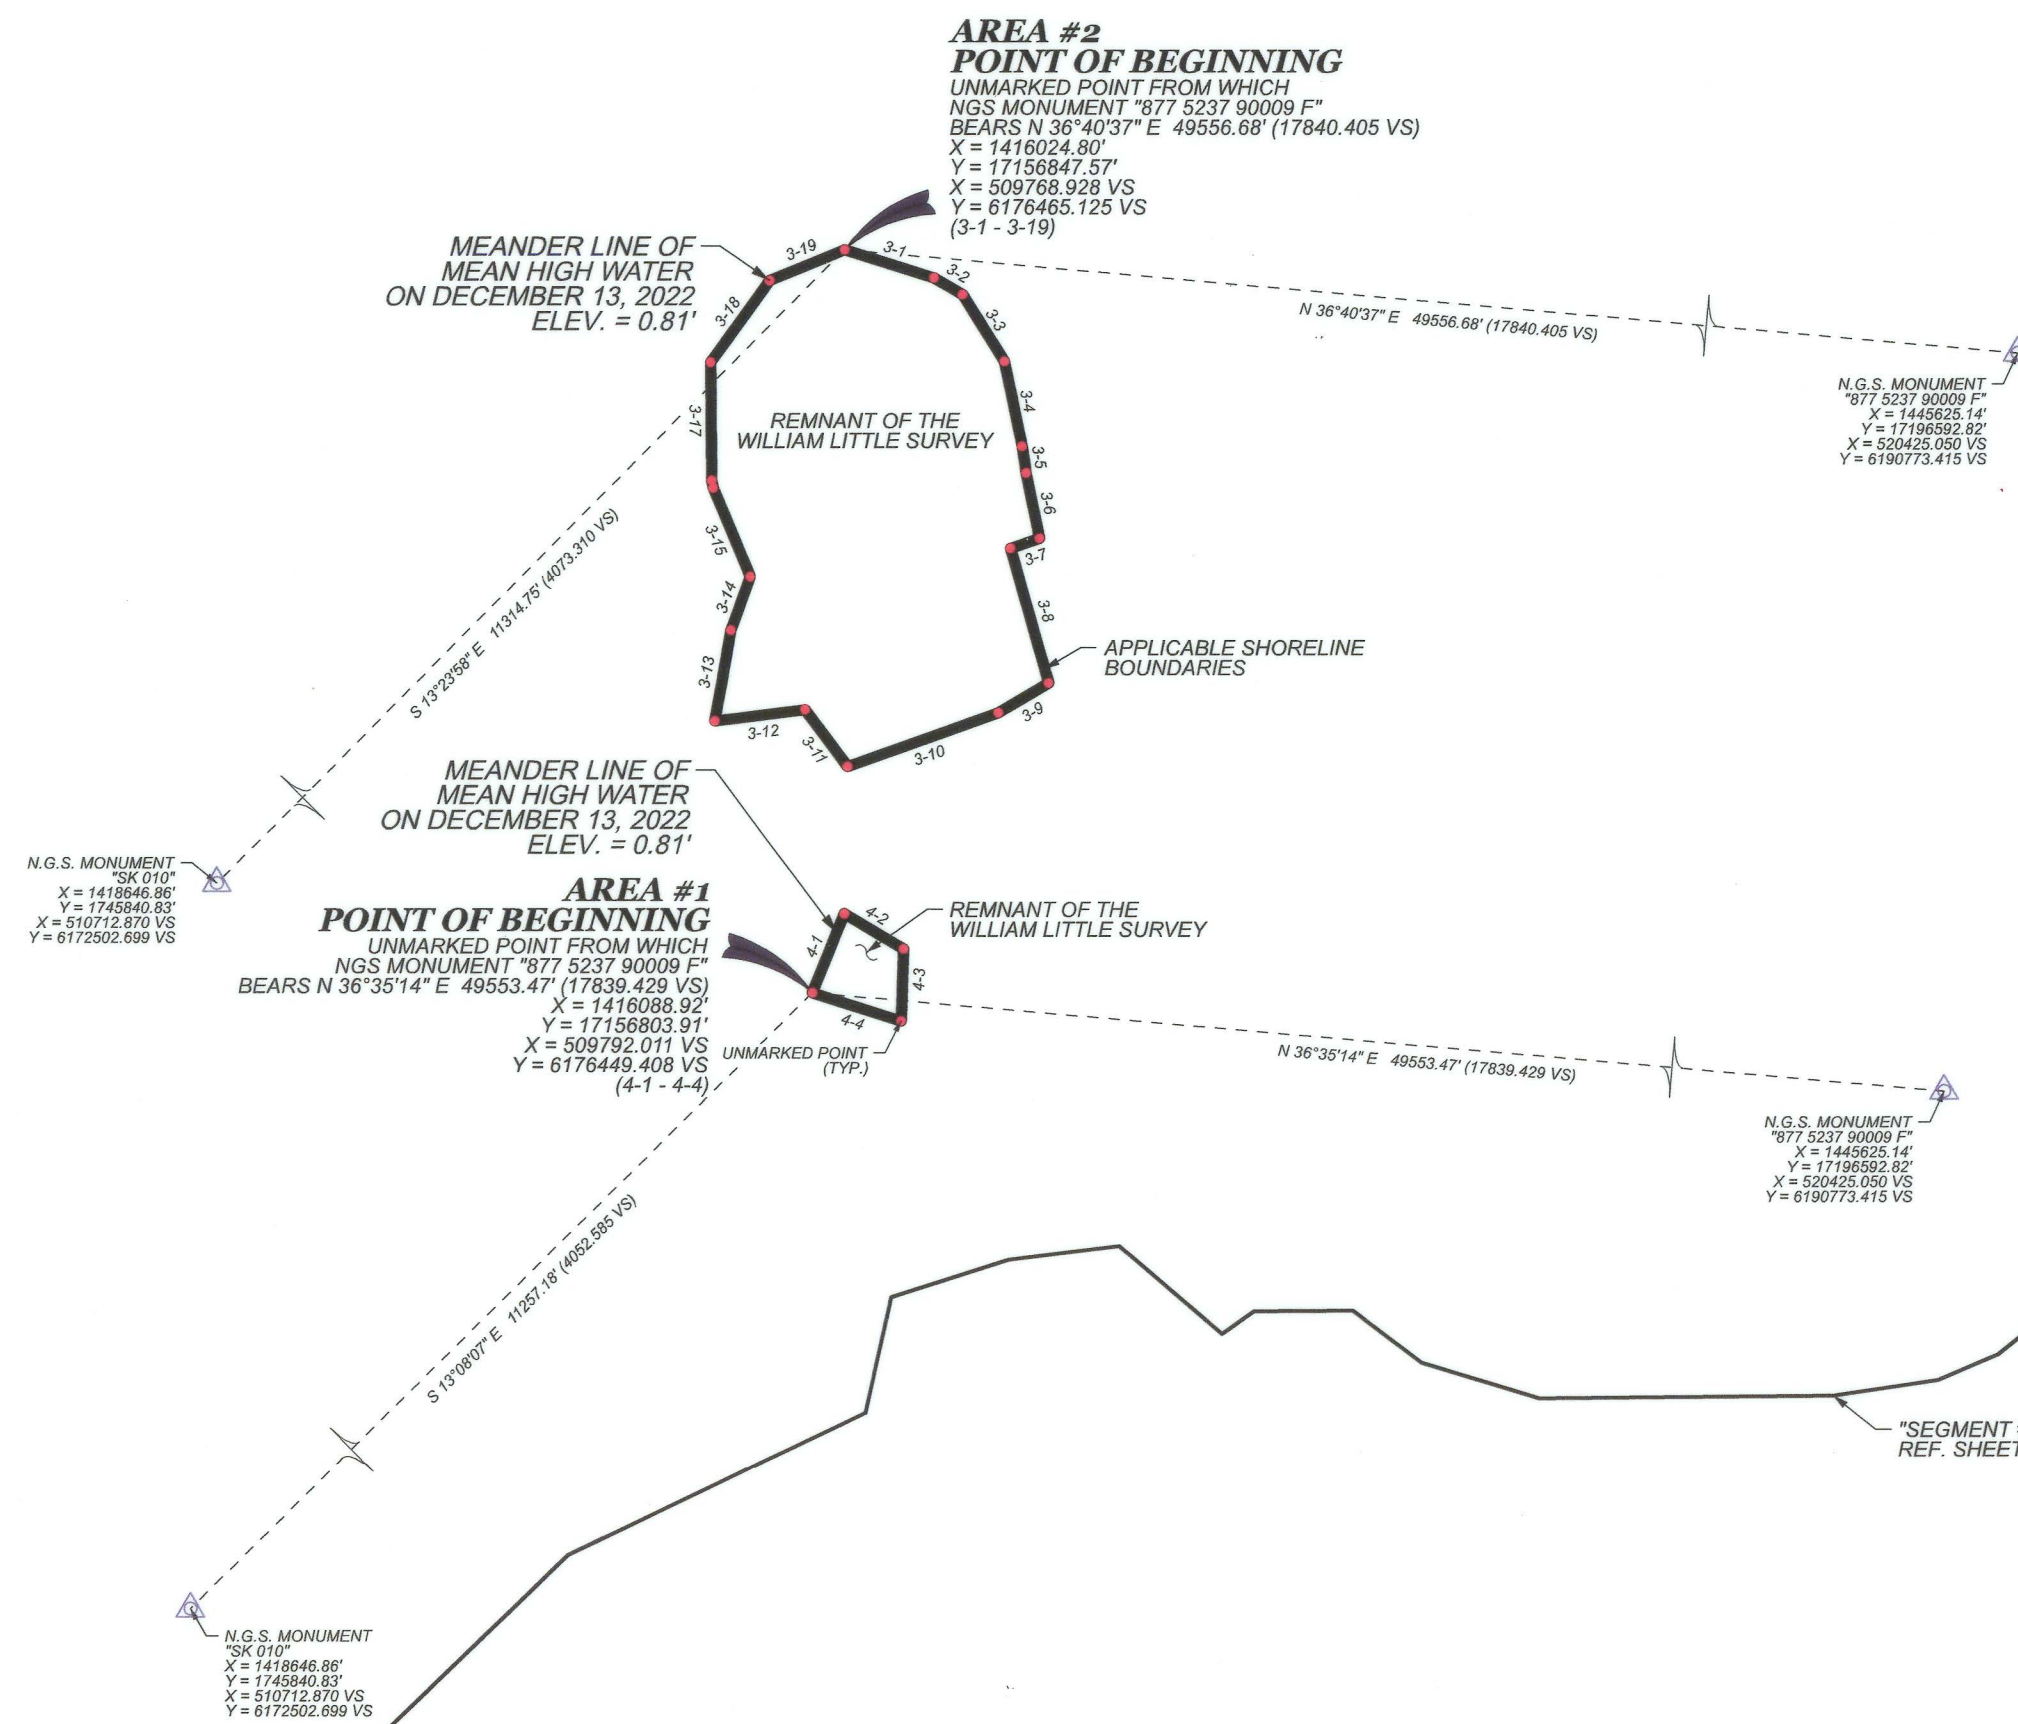 AREA #2
POINT OF BEGINNING
UNMARKED POINT FROM WHICH
NGS MONUMENT "877 5237 90009 F"
BEARS N 36°40'37" E 49556.68' (17840.405 VS)
X = 1416024.80'
Y = 17156847.57'
X = 509768.928 VS
Y = 6176465.125 VS
(3-1 - 3-19)
MEANDER LINE OF
MEAN HIGH WATER
ON DECEMBER 13, 2022
ELEV. = 0.81'
3-19
3-1
3-2
3-18
3-3
N 36°40'37" E 49556.68' (17840.405 VS)
N.G.S. MONUMENT
"877 5237 90009 F"
X = 1445625.14'
Y = 17196592.82'
X = 520425.050 VS
Y = 6190773.415 VS
3-17
3-4
REMNANT OF THE
WILLIAM LITTLE SURVEY
3-5
3-6
3-15
3-7
3-14
3-8
S 13°23'58" E 11314.75' (4073.310 VS)
APPLICABLE SHORELINE
BOUNDARIES
3-13
3-9
3-12
3-11
3-10
MEANDER LINE OF
MEAN HIGH WATER
ON DECEMBER 13, 2022
ELEV. = 0.81'
N.G.S. MONUMENT
"SK 010"
X = 1418646.86'
Y = 1745840.83'
X = 510712.870 VS
Y = 6172502.699 VS
AREA #1
POINT OF BEGINNING
UNMARKED POINT FROM WHICH
NGS MONUMENT "877 5237 90009 F"
BEARS N 36°35'14" E 49553.47' (17839.429 VS)
X = 1416088.92'
Y = 17156803.91'
X = 509792.011 VS
Y = 6176449.408 VS
(4-1 - 4-4)
4-2
REMNANT OF THE
WILLIAM LITTLE SURVEY
4-1
4-3
4-4
UNMARKED POINT
(TYP.)
N 36°35'14" E 49553.47' (17839.429 VS)
N.G.S. MONUMENT
"877 5237 90009 F"
X = 1445625.14'
Y = 17196592.82'
X = 520425.050 VS
Y = 6190773.415 VS
S 13°08'07" E 11257.18' (4052.585 VS)
"SEGMENT
REF. SHEET
N.G.S. MONUMENT
"SK 010"
X = 1418646.86'
Y = 1745840.83'
X = 510712.870 VS
Y = 6172502.699 VS